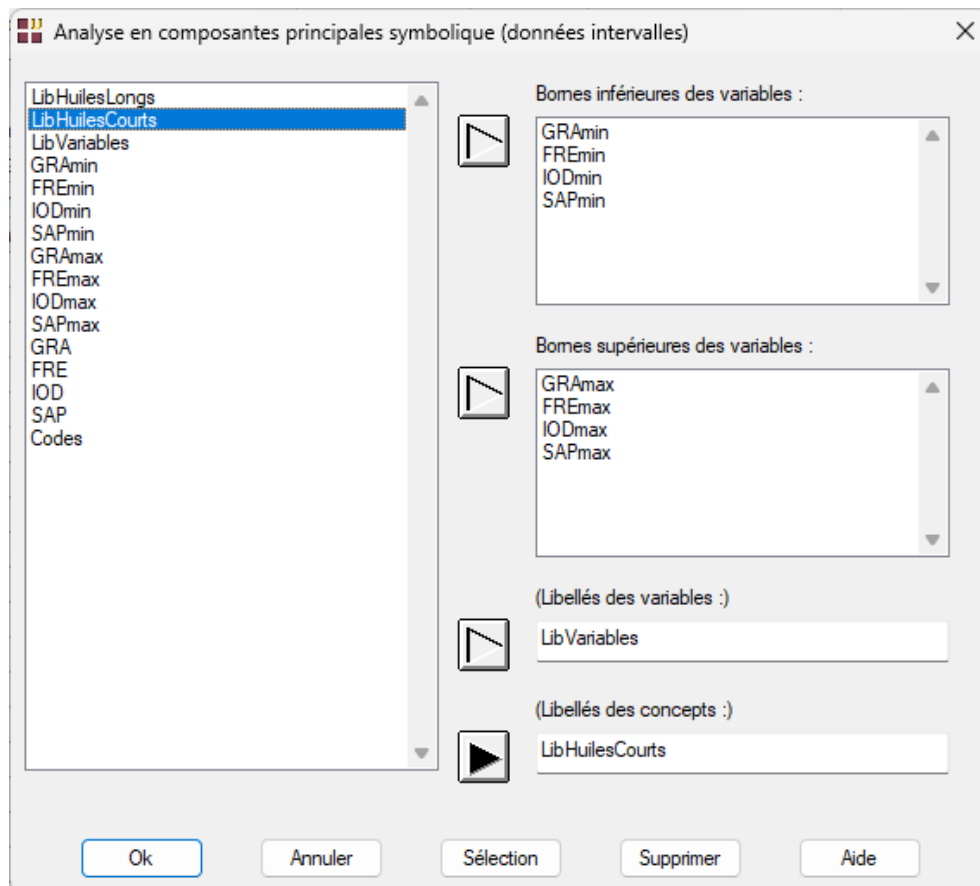 Analyse en composantes principales symbolique (données intervalles)
LibHuilesLongs
LibHuilesCourts
LibVariables
GRAmin
FREmin
IODmin
SAPmin
GRAmax
FREmax
IODmax
SAPmax
GRA
FRE
IOD
SAP
Codes
Bornes inférieures des variables :
GRAmin
FREmin
IODmin
SAPmin
Bornes supérieures des variables :
GRAmax
FREmax
IODmax
SAPmax
(Libellés des variables :)
LibVariables
(Libellés des concepts :)
LibHuilesCourts
Ok Annuler Sélection Supprimer Aide